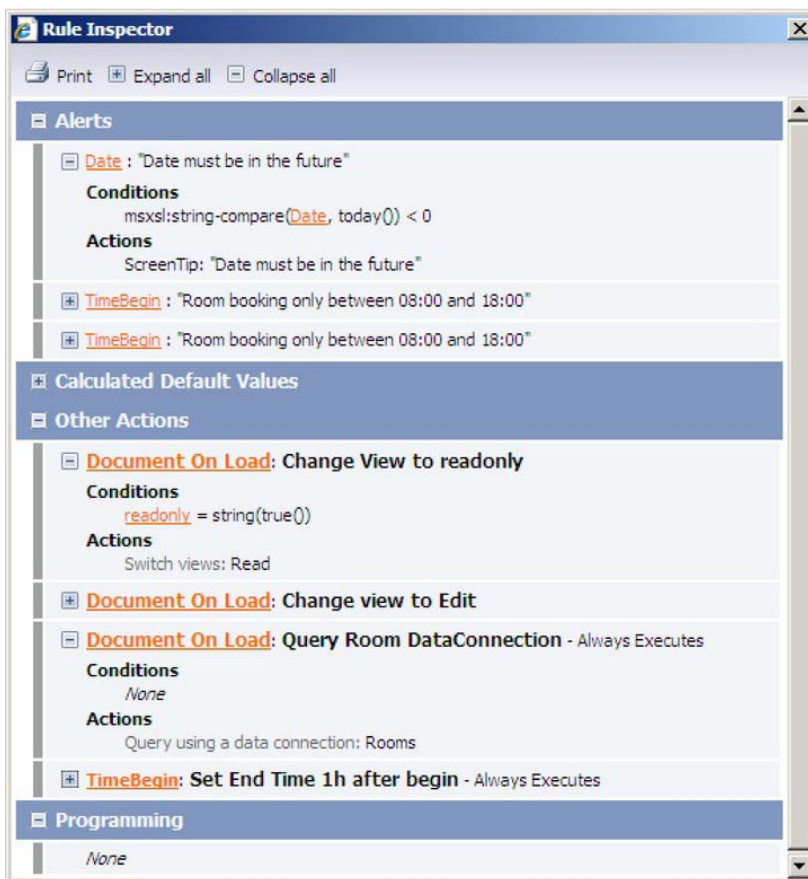 Rule Inspector
Print Expand all Collapse all
Alerts
Date : "Date must be in the future"
Conditions
msxsl:string-compare(Date, today()) < 0
Actions
ScreenTip: "Date must be in the future"
TimeBegin : "Room booking only between 08:00 and 18:00"
TimeBegin : "Room booking only between 08:00 and 18:00"
Calculated Default Values
Other Actions
Document On Load: Change View to readonly
Conditions
readonly = string(true())
Actions
Switch views: Read
Document On Load: Change view to Edit
Document On Load: Query Room DataConnection - Always Executes
Conditions
None
Actions
Query using a data connection: Rooms
TimeBegin: Set End Time 1h after begin - Always Executes
Programming
None